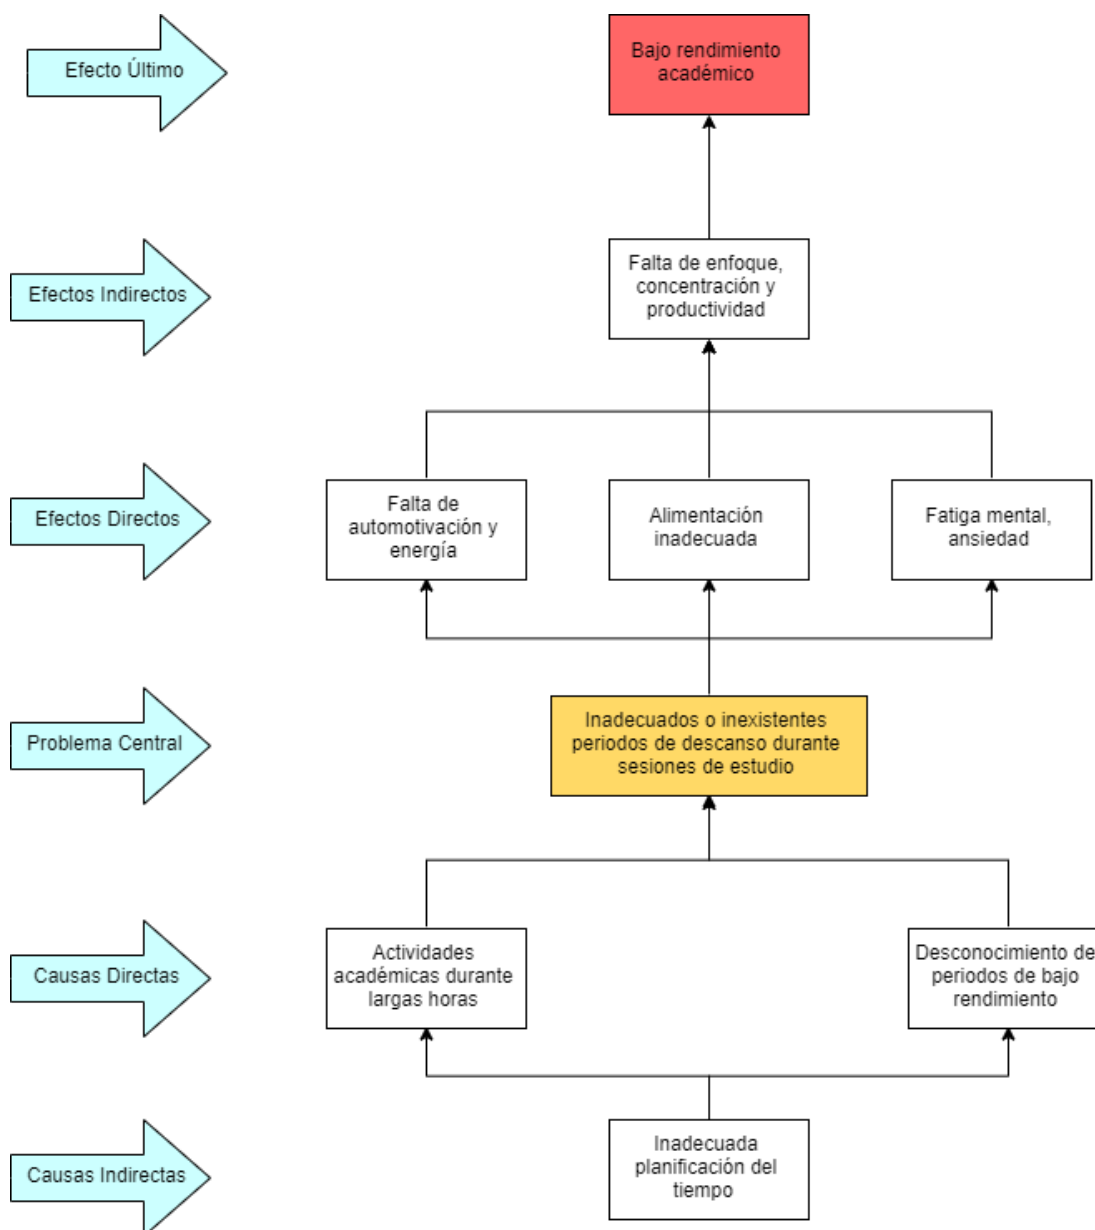 Efecto Último
Bajo rendimiento
académico
Efectos Indirectos
Falta de enfoque,
concentración y
productividad
Efectos Directos
Falta de
automotivación y
energía
Alimentación
inadecuada
Fatiga mental,
ansiedad
Problema Central
Inadecuados o inexistentes
periodos de descanso durante
sesiones de estudio
Causas Directas
Actividades
académicas durante
largas horas
Desconocimiento de
periodos de bajo
rendimiento
Causas Indirectas
Inadecuada
planificación del
tiempo